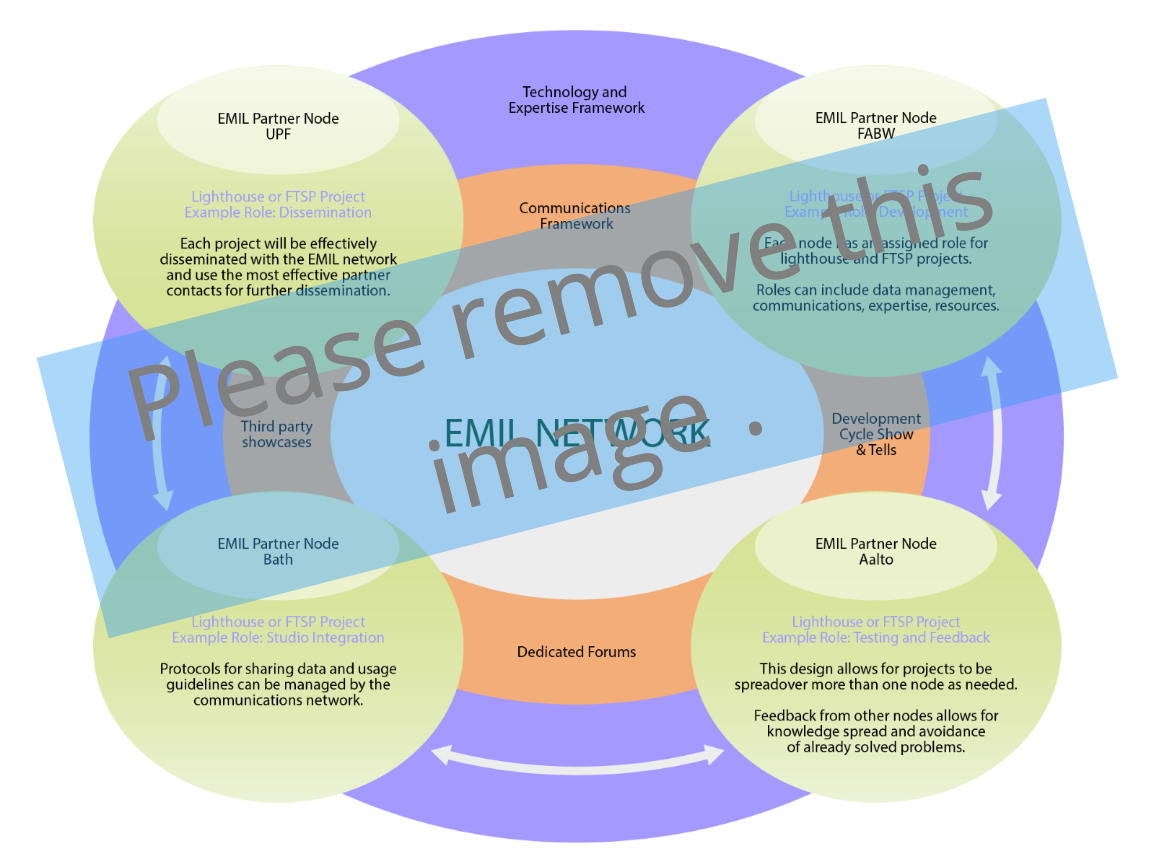 Technology and
Expertise Framework
EMIL Partner Node
UPF
EMIL Partner Node
FABW
Lighthouse or FTSP Project
Example Role: Dissemination
Each project will be effectively
disseminated with the EMIL network
and use the most effective partner
contacts for further dissemination.
Communications
Framework
Lighthouse or FTSP Project
Example Role: Development
Each node has an assigned role for
lighthouse and FTSP projects.
Roles can include data management,
communications, expertise, resources.
Please remove this
image .
Third party
showcases
EMIL NETWORK
Development
Cycle Show
& Tells
EMIL Partner Node
Bath
EMIL Partner Node
Aalto
Lighthouse or FTSP Project
Example Role: Studio Integration
Protocols for sharing data and usage
guidelines can be managed by the
communications network.
Dedicated Forums
Lighthouse or FTSP Project
Example Role: Testing and Feedback
This design allows for projects to be
spreadover more than one node as needed.
Feedback from other nodes allows for
knowledge spread and avoidance
of already solved problems.